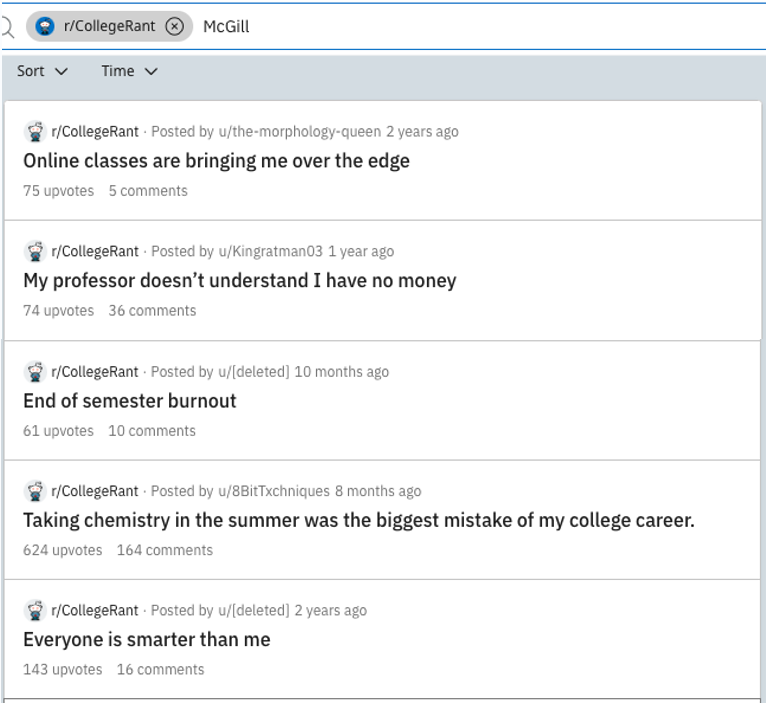 r/CollegeRant McGill
Sort Time
r/CollegeRant · Posted by u/the-morphology-queen 2 years ago
Online classes are bringing me over the edge
75 upvotes 5 comments
r/CollegeRant · Posted by u/Kingratman03 1 year ago
My professor doesn’t understand I have no money
74 upvotes 36 comments
r/CollegeRant · Posted by u/[deleted] 10 months ago
End of semester burnout
61 upvotes 10 comments
r/CollegeRant · Posted by u/8BitTxchniques 8 months ago
Taking chemistry in the summer was the biggest mistake of my college career.
624 upvotes 164 comments
r/CollegeRant · Posted by u/[deleted] 2 years ago
Everyone is smarter than me
143 upvotes 16 comments